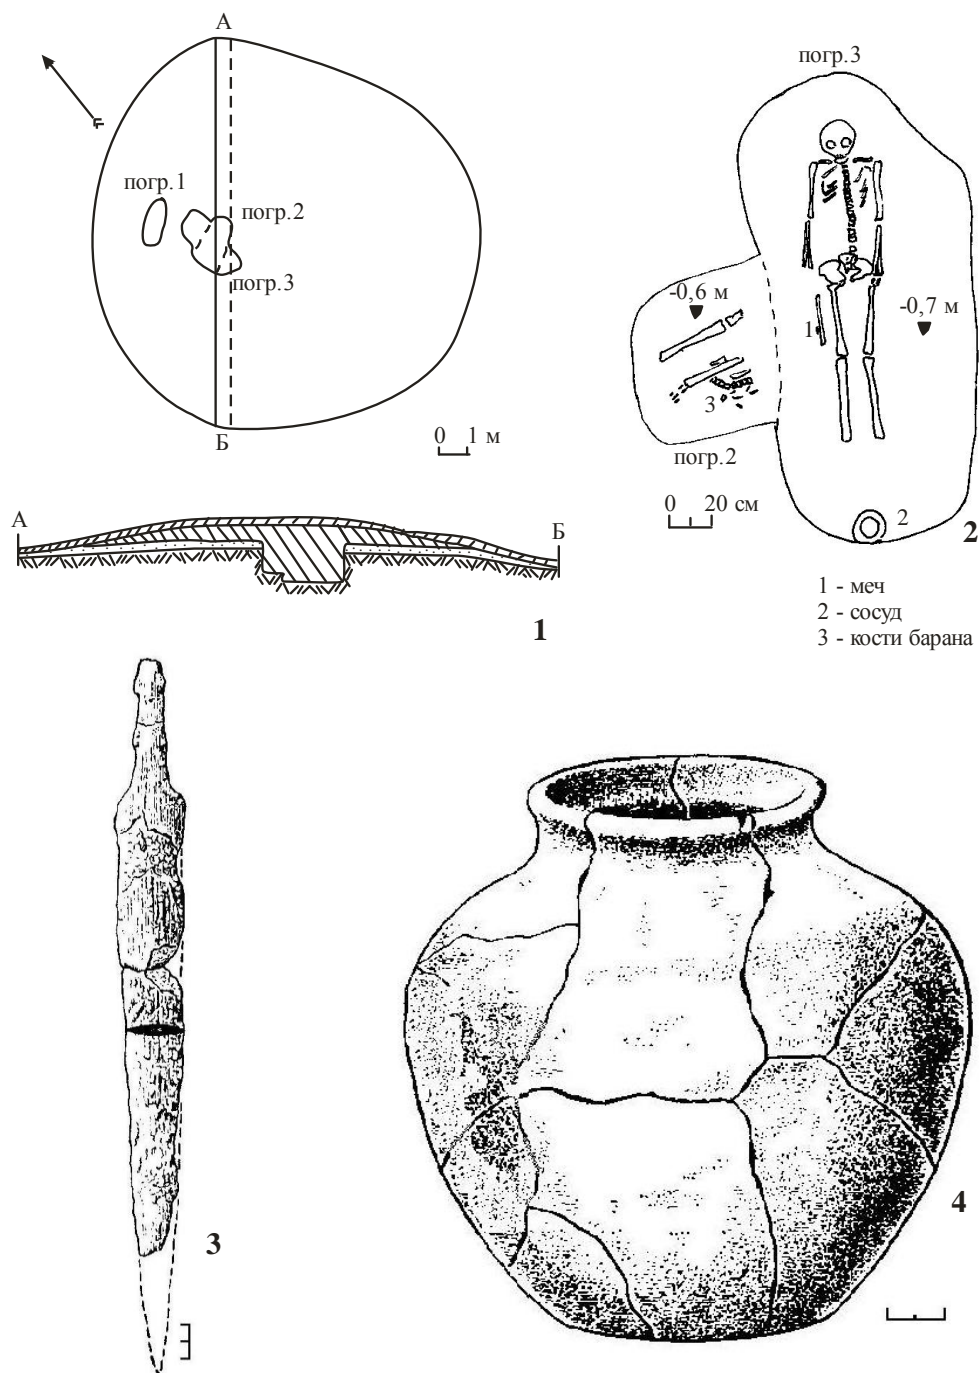 А
погр.1
погр.2
погр.3
Б
0 1 м
А
Б
1
погр.3
-0,6 м
-0,7 м
1
3
погр.2
0 20 см
2
2
1 - меч
2 - сосуд
3 - кости барана
3
4